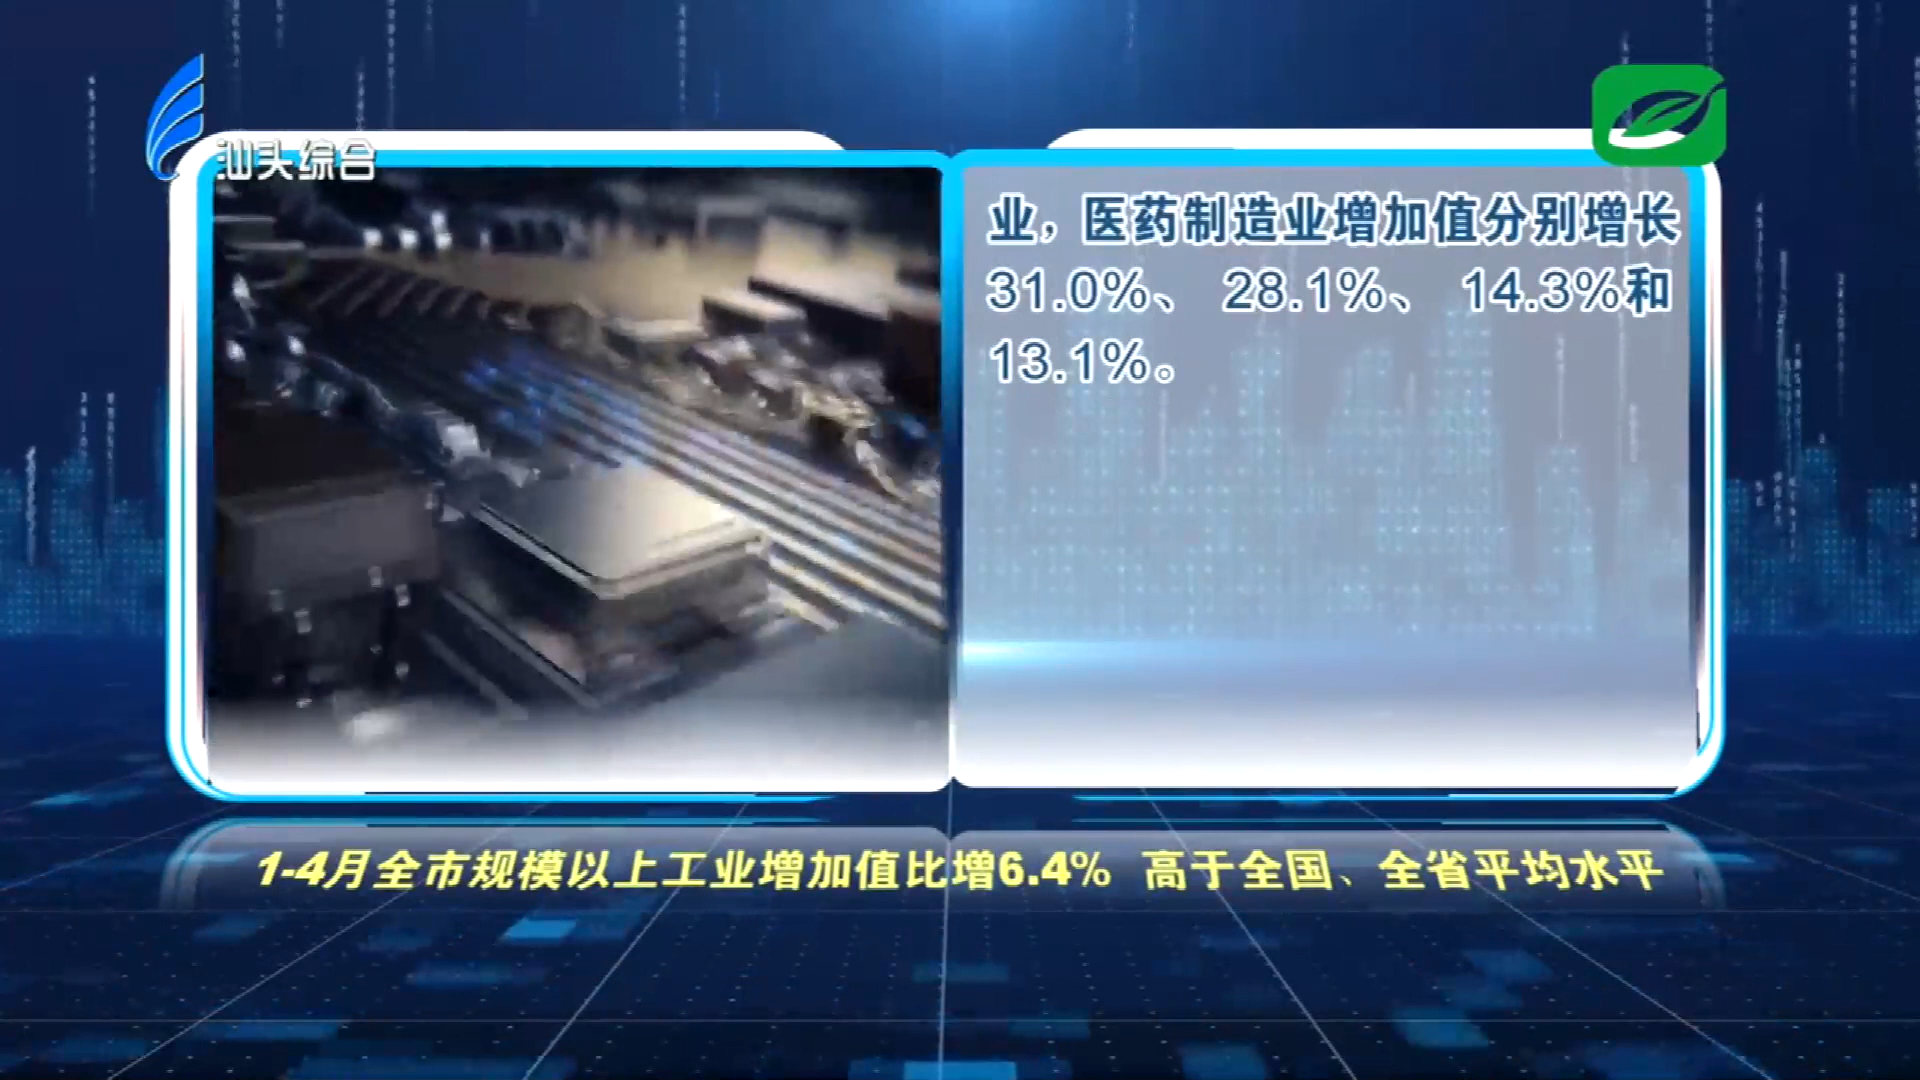 汕头综合
业，医药制造业增加值分别增长
31.0%、 28.1%、 14.3%和
13.1%。
1-4月全市规模以上工业增加值比增6.4% 高于全国、全省平均水平